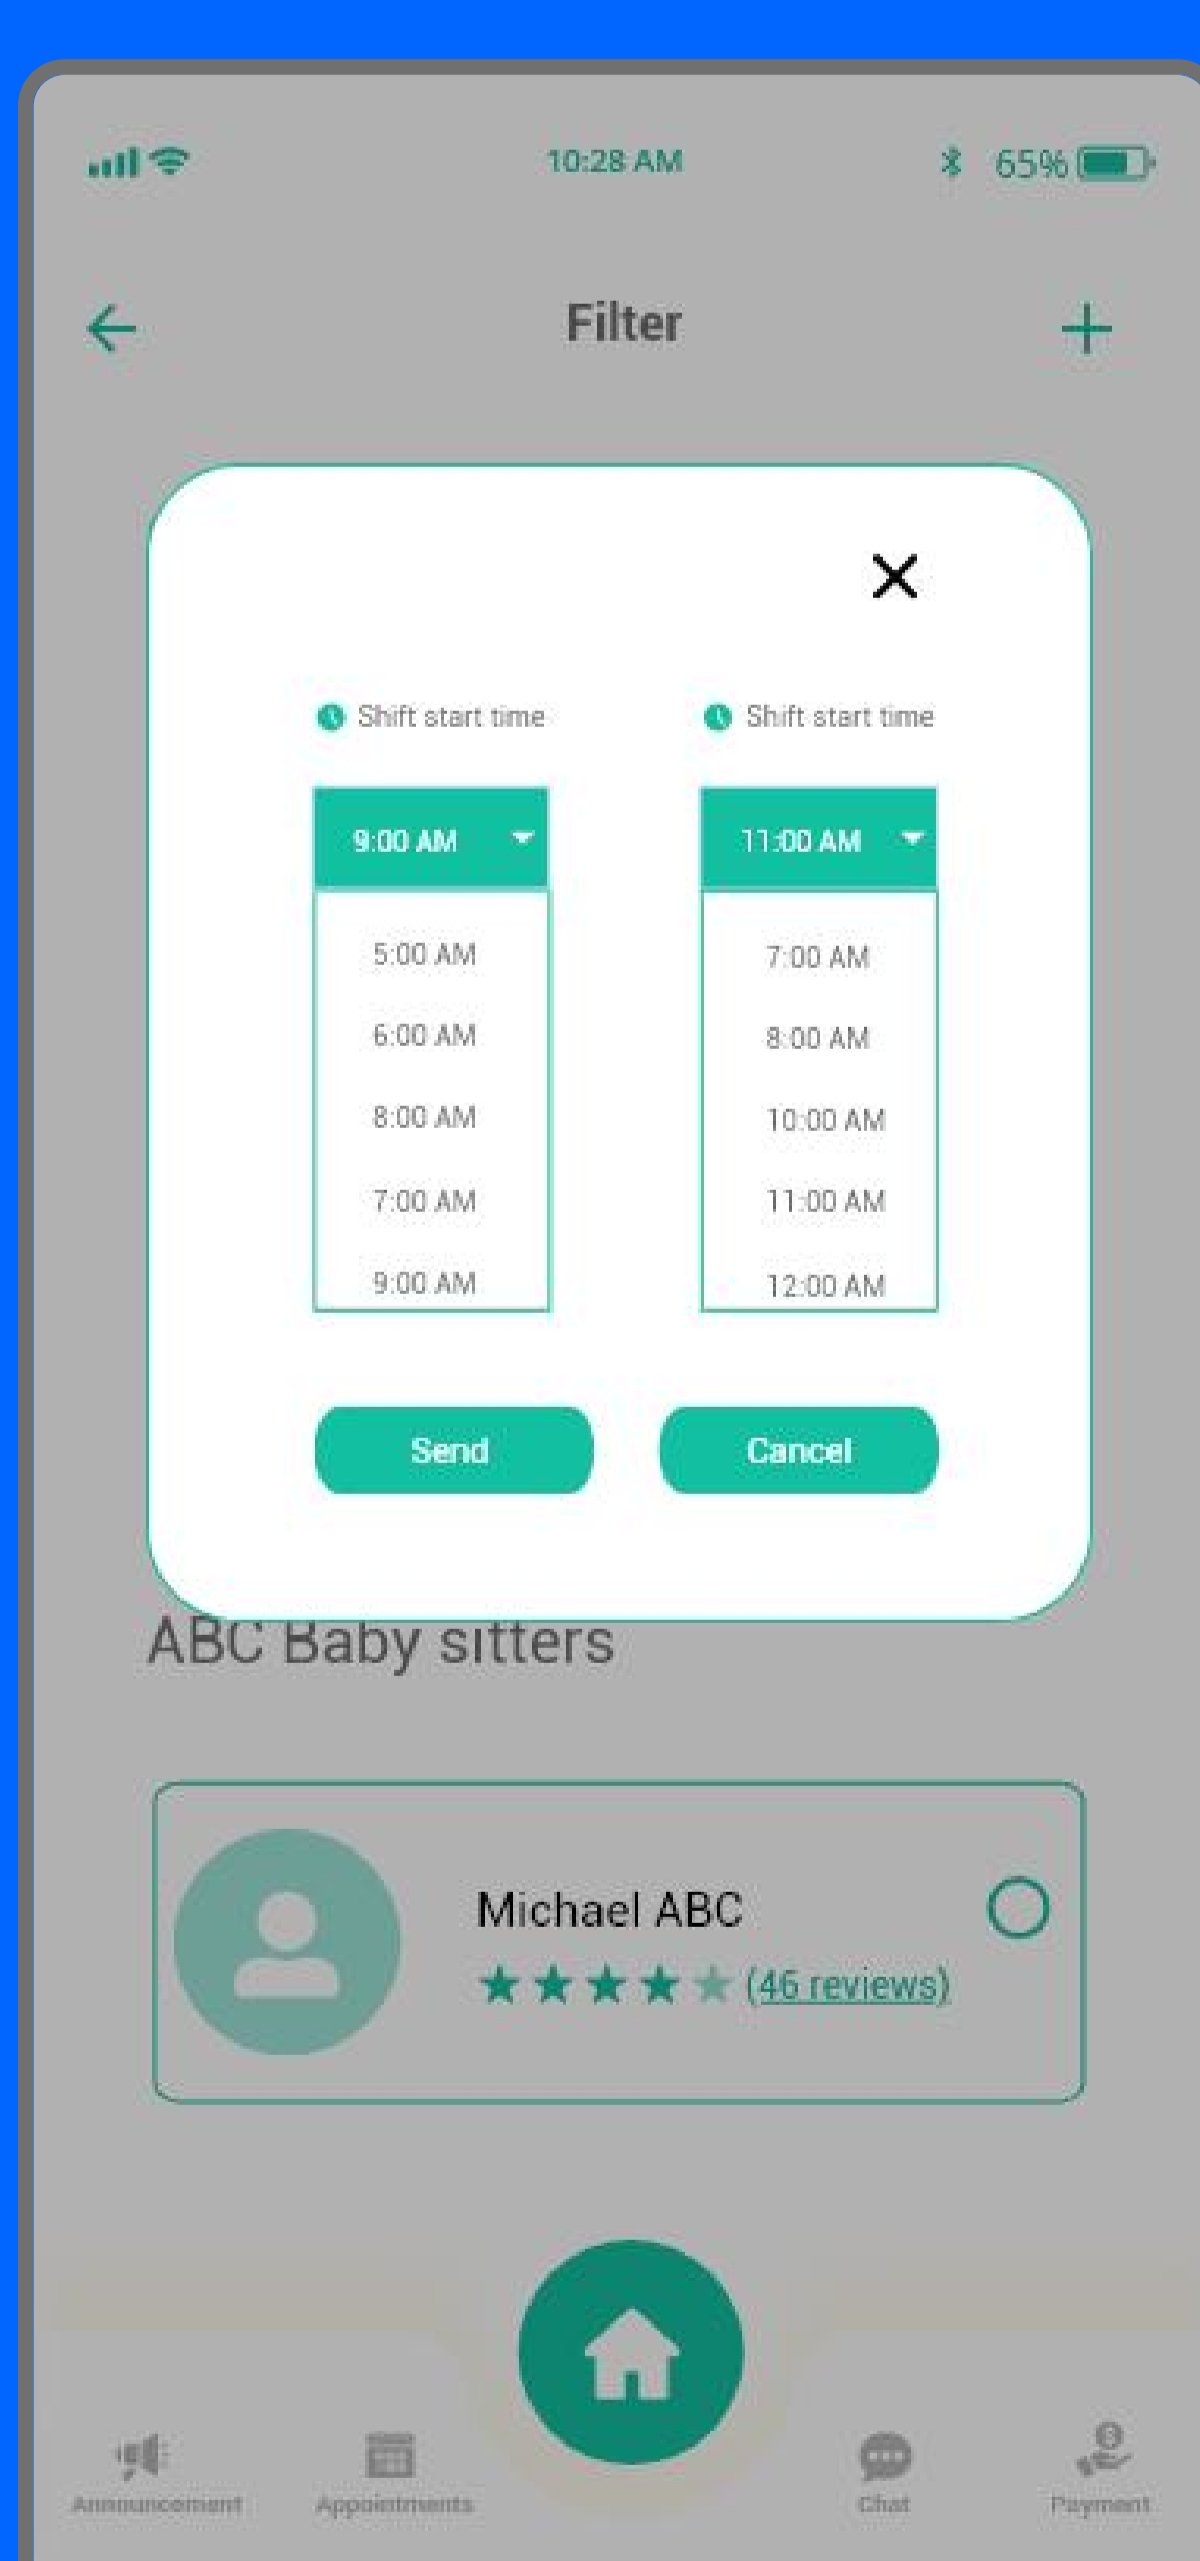 10:28 AM 65%
Filter
Shift start time Shift start time
9:00 AM 11:00 AM
5:00 AM 7:00 AM
6:00 AM 8:00 AM
8:00 AM 10:00 AM
7:00 AM 11:00 AM
9:00 AM 12:00 AM
Send Cancel
ABC Baby sitters
Michael ABC
(46 reviews)
Announcement Appointments Chat Payment